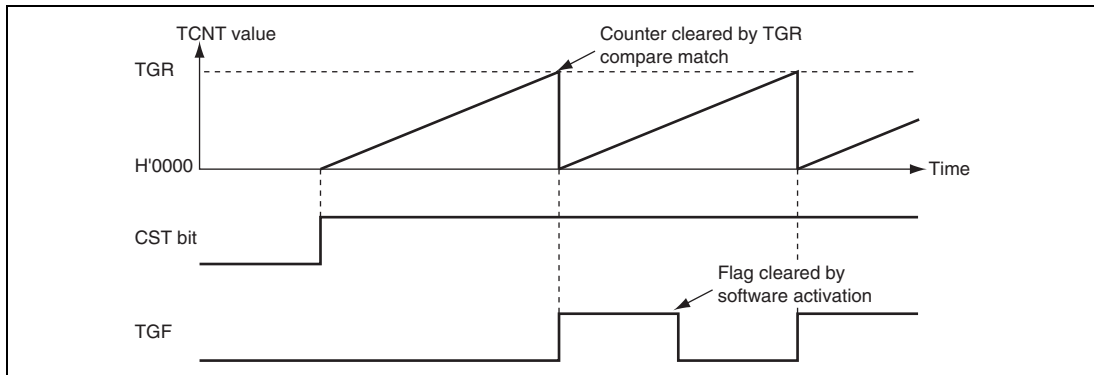 TCNT value
Counter cleared by TGR
compare match
TGR
H'0000
Time
CST bit
Flag cleared by
software activation
TGF